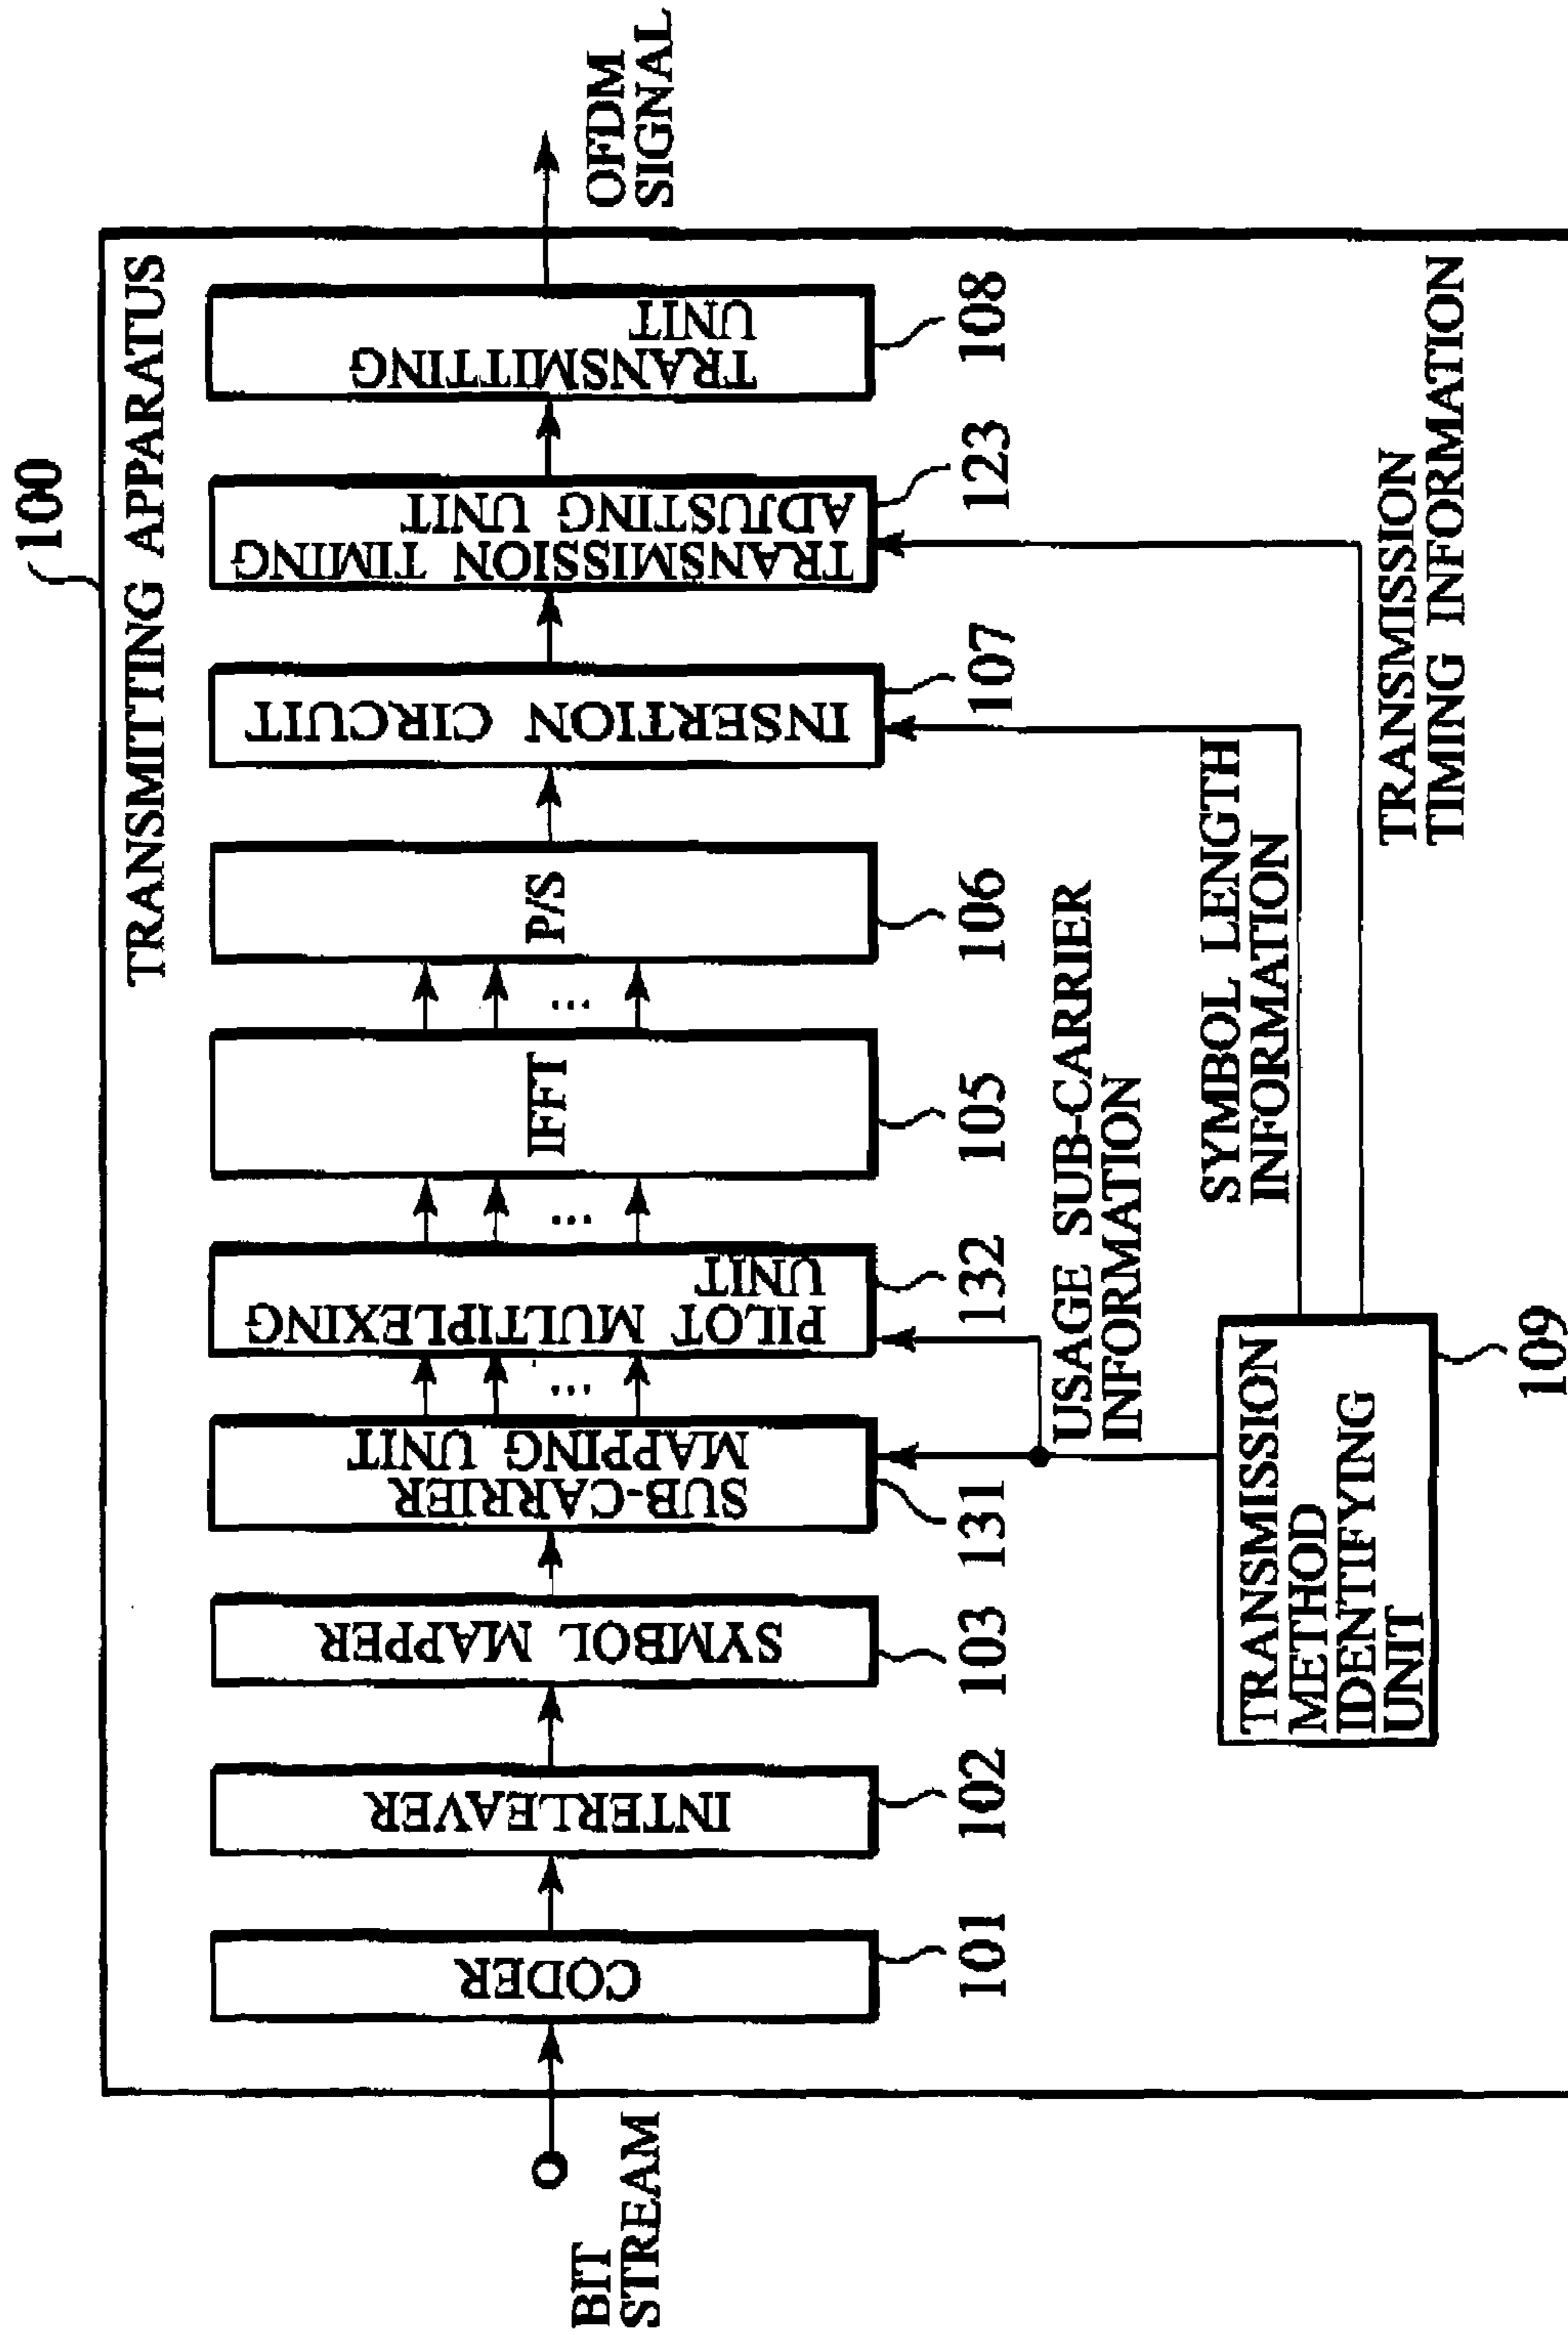 100
TRANSMITTING APPARATUS
BIT
STREAM
CODER
101
INTERLEAVER
102
SYMBOL MAPPER
103
SUB-CARRIER
MAPPING UNIT
131
...
PILOT MULTIPLEXING
UNIT
132
...
IFFT
105
...
P/S
106
INSERTION CIRCUIT
107
TRANSMISSION TIMING
ADJUSTING UNIT
123
TRANSMITTING
UNIT
108
OFDM
SIGNAL
USAGE SUB-CARRIER
INFORMATION
SYMBOL LENGTH
INFORMATION
TRANSMISSION
TIMING INFORMATION
TRANSMISSION
METHOD
IDENTIFYING
UNIT
109